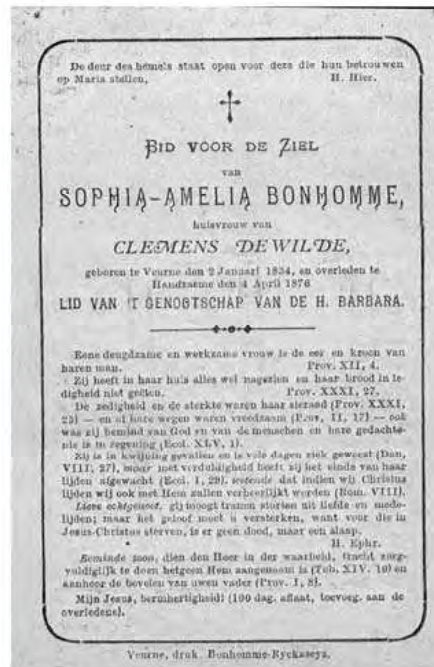 De deur des hemels staat open voor deze die hun betrouwen
op Maria stellen. H. Hier.
BID VOOR DE ZIEL
van
SOPHIA-AMELIA BONHOMME,
huisvrouw van
CLEMENS DE WILDE,
geboren te Veurne den 2 Januari 1834, en overleden te
Handzaeme den 4 April 1876
LID VAN 'T GENOOTSCHAP VAN DE H. BARBARA.
Eene deugdzame en werkzame vrouw is de eer en kroon van
haren man. Prov. XII, 4.
Zij heeft in haar huis alles wel nagezien en haar brood in le-
digheid niet geëten. Prov. XXXI, 27.
De zedigheid en de sterkte waren haar sieraad (Prov. XXXI,
25) — en al hare wegen waren vreedzaam (Prov. II, 17) — ook
was zij bemind van God en van de menschen en hare gedachte-
nis is in zegening (Eccl. XLV, 1).
Zij is in kwijning gevallen en is vele dagen ziek geweest (Dan,
VIII, 27), maar met verduldigheid heeft zij het einde van haar
lijden afgewacht (Eccl. I, 29). wetende dat indien wij Christus
lijden wij ook met Hem zullen verheerlijkt werden (Rom. VIII).
Lieve echtgenoot, gij moogt tranen storten uit liefde en mede-
lijden; maar het geloof moet u versterken, want voor die in
Jesus-Christus sterven, is er geen dood, maar een slaap.
H. Ephr.
Beminde zoon, dien den Heer in der waarheid, tracht zorg-
vuldiglijk te doen hetgeen Hem aangenaam is (Tob. XIV. 10) en
aanhoor de bevelen van uwen vader (Prov. I, 8).
Mijn Jesus, bermhertigheid! (100 dag. aflaat, toevoeg. aan de
overledene).
Veurne, druk. Bonhomme-Ryckaseys.